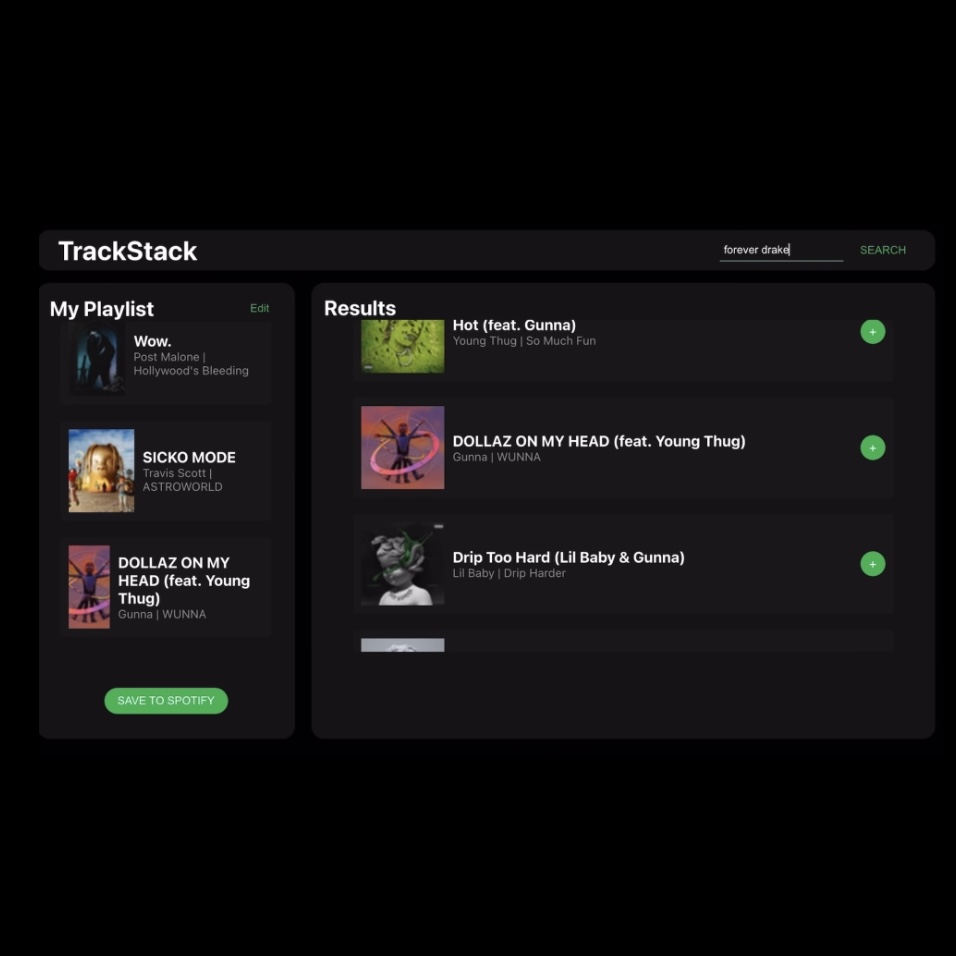 TrackStack
forever drake
SEARCH
My Playlist
Edit
Wow.
Post Malone |
Hollywood's Bleeding
SICKO MODE
Travis Scott |
ASTROWORLD
DOLLAZ ON MY
HEAD (feat. Young
Thug)
Gunna | WUNNA
SAVE TO SPOTIFY
Results
Hot (feat. Gunna)
Young Thug | So Much Fun
+
DOLLAZ ON MY HEAD (feat. Young Thug)
Gunna | WUNNA
+
Drip Too Hard (Lil Baby & Gunna)
Lil Baby | Drip Harder
+